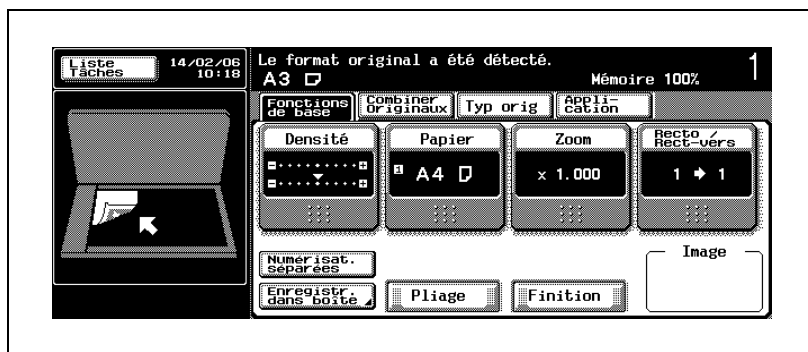 Liste
Tâches
14/02/06
10:18
Le format original a été détecté.
A3
Mémoire 100%
1
Fonctions
de base
Combiner
Originaux
Typ orig
Appli-
cation
Densité
Papier
Zoom
Recto /
Rect-vers
1 A4
× 1.000
1 ➔ 1
Numérisat.
séparées
Enregistr.
dans boîte
Pliage
Finition
Image